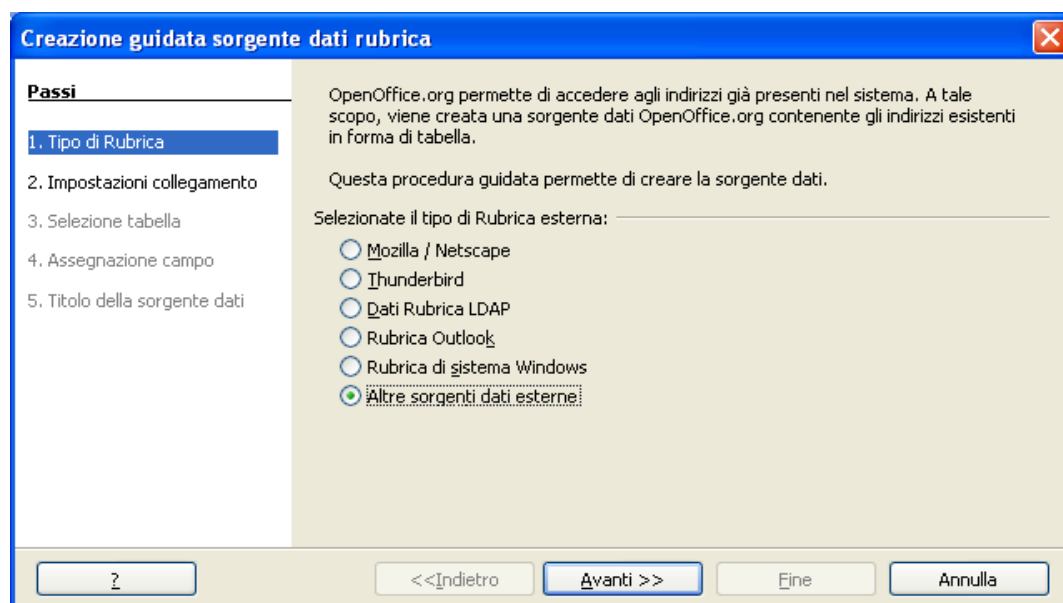 Creazione guidata sorgente dati rubrica
Passi
1. Tipo di Rubrica
2. Impostazioni collegamento
3. Selezione tabella
4. Assegnazione campo
5. Titolo della sorgente dati
OpenOffice.org permette di accedere agli indirizzi già presenti nel sistema. A tale
scopo, viene creata una sorgente dati OpenOffice.org contenente gli indirizzi esistenti
in forma di tabella.
Questa procedura guidata permette di creare la sorgente dati.
Selezionate il tipo di Rubrica esterna:
Mozilla / Netscape
Thunderbird
Dati Rubrica LDAP
Rubrica Outlook
Rubrica di sistema Windows
Altre sorgenti dati esterne
?
<<Indietro
Avanti >>
Fine
Annulla